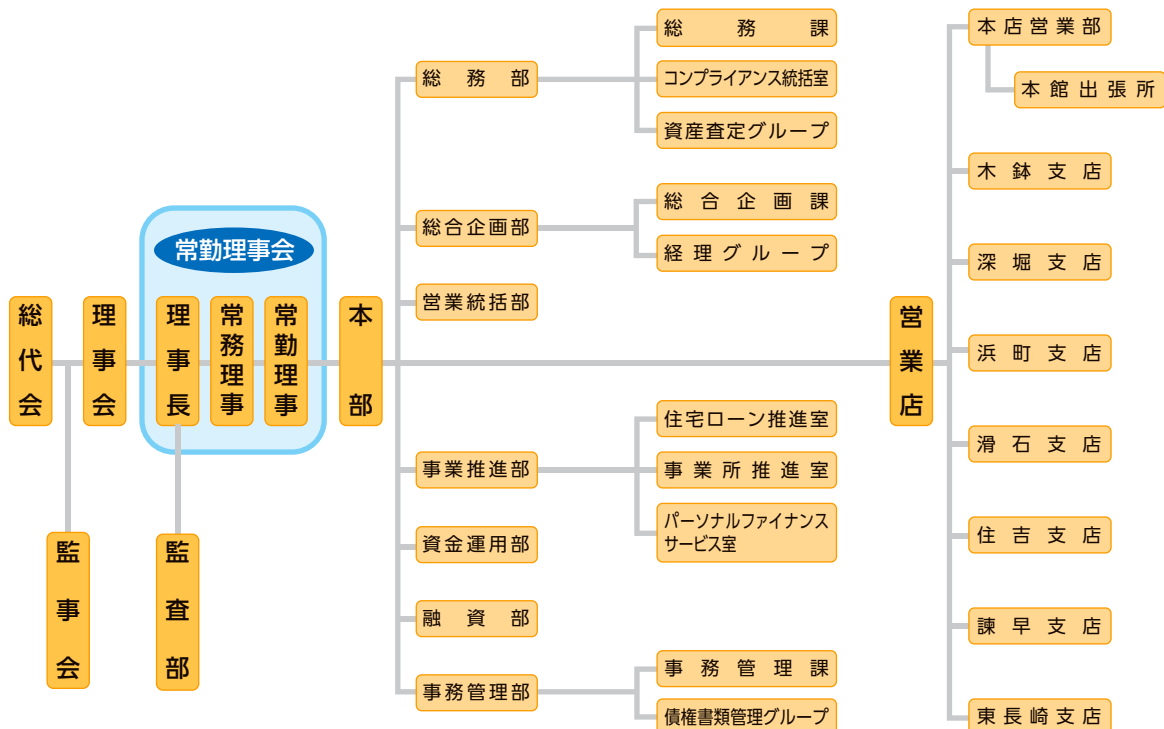 総代会
監事会
理事会
常勤理事会
理事長
常務理事
常勤理事
監査部
本部
総務部
総務課
コンプライアンス統括室
資産査定グループ
総合企画部
総合企画課
経理グループ
営業統括部
事業推進部
住宅ローン推進室
事業所推進室
パーソナルファイナンス
サービス室
資金運用部
融資部
事務管理部
事務管理課
債権書類管理グループ
営業店
本店営業部
本館出張所
木鉢支店
深堀支店
浜町支店
滑石支店
住吉支店
諫早支店
東長崎支店